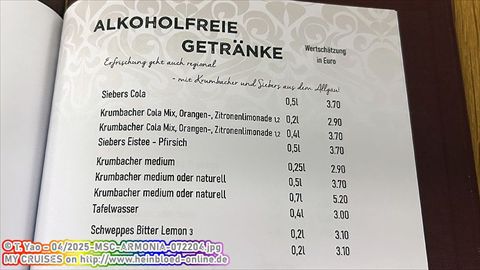 ALKOHOLFREIE
GETRÄNKE
Wertschätzung
in Euro
Erfrischung geht auch regional
- mit Krumbacher und Siebers aus dem Allgäu
Siebers Cola 0,5l 3.70
Krumbacher Cola Mix, Orangen-, Zitronenlimonade 1,2 0,2l 2.90
Krumbacher Cola Mix, Orangen-, Zitronenlimonade 1,2 0,4l 3.70
Siebers Eistee - Pfirsich 0,5l 3.70
Krumbacher medium 0,25l 2.90
Krumbacher medium oder naturell 0,5l 3.70
Krumbacher medium oder naturell 0,7l 5.20
Tafelwasser 0,4l 3.00
Schweppes Bitter Lemon 3 0,2l 3.10
0,2l 3.10
©T. Yao - 04/2025-MSC-ARMONIA-072204.jpg
MY CRUISES on http://www.heinbloed-online.de